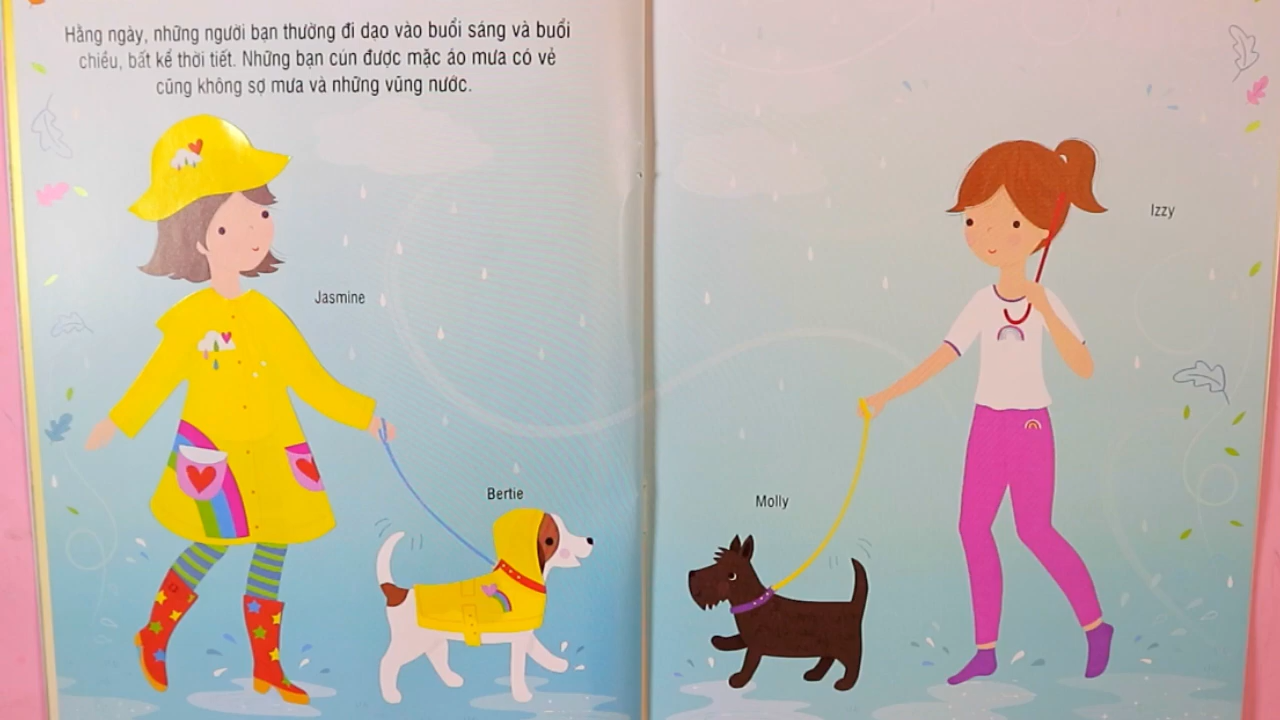 Hằng ngày, những người bạn thường đi dạo vào buổi sáng và buổi
chiều, bất kể thời tiết. Những bạn cún được mặc áo mưa có vẻ
cũng không sợ mưa và những vũng nước.
Jasmine
Bertie
Izzy
Molly